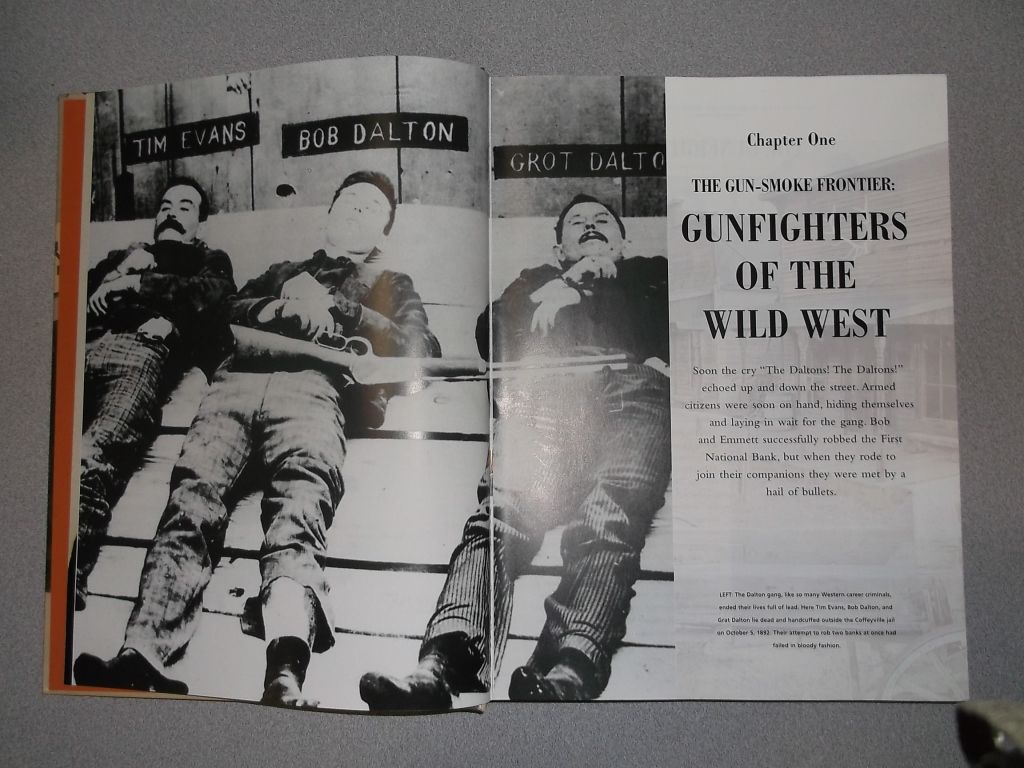 TIM EVANS
BOB DALTON
GROT DALTO
Chapter One
THE GUN-SMOKE FRONTIER:
GUNFIGHTERS
OF THE
WILD WEST
Soon the cry “The Daltons! The Daltons!”
echoed up and down the street. Armed
citizens were soon on hand, hiding themselves
and laying in wait for the gang. Bob
and Emmett successfully robbed the First
National Bank, but when they rode to
join their companions they were met by a
hail of bullets.
LEFT: The Dalton gang, like so many Western career criminals,
ended their lives full of lead. Here Tim Evans, Bob Dalton, and
Grat Dalton lie dead and handcuffed outside the Coffeyville jail
on October 5, 1892. Their attempt to rob two banks at once had
failed in bloody fashion.